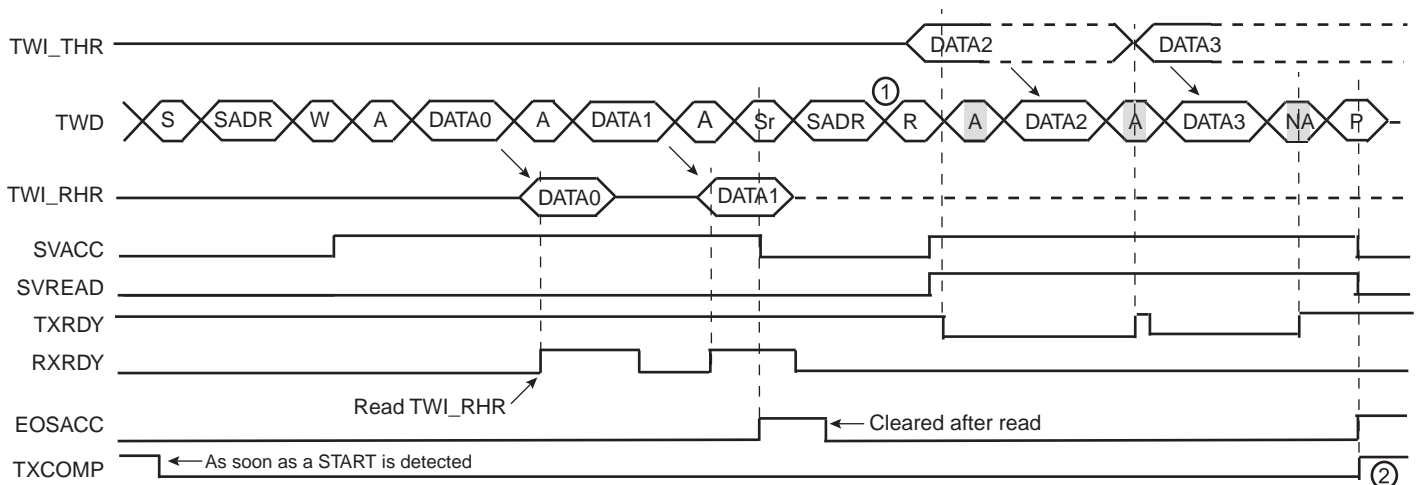 TWI_THR DATA2 DATA3
①
TWD S SADR W A DATA0 A DATA1 A Sr SADR R A DATA2 A DATA3 NA P
TWI_RHR DATA0 DATA1
SVACC
SVREAD
TXRDY
RXRDY
Read TWI_RHR
EOSACC Cleared after read
TXCOMP As soon as a START is detected ②